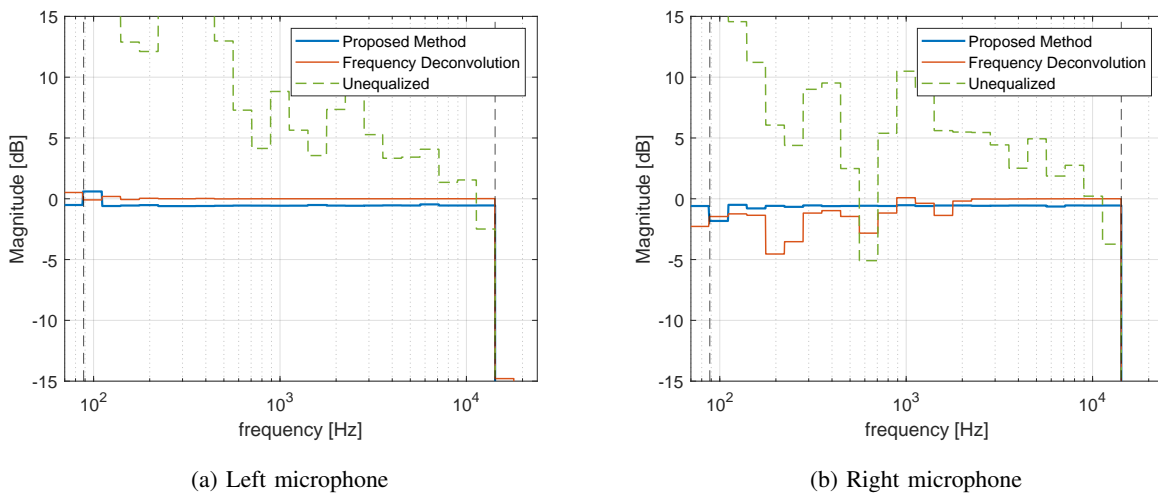 15
10
5
0
-5
-10
-15
Magnitude [dB]
10^2
10^3
10^4
frequency [Hz]
Proposed Method
Frequency Deconvolution
Unequalized
(a) Left microphone
15
10
5
0
-5
-10
-15
Magnitude [dB]
10^2
10^3
10^4
frequency [Hz]
Proposed Method
Frequency Deconvolution
Unequalized
(b) Right microphone